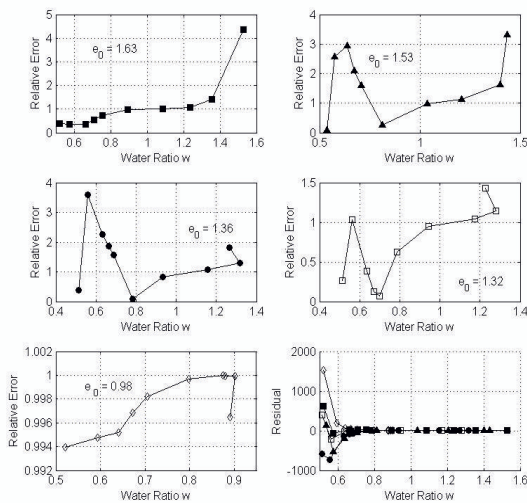 5
4
3
2
1
0
Relative Error
e0 = 1.63
0.6 0.8 1 1.2 1.4 1.6
Water Ratio w
4
3
2
1
0
Relative Error
e0 = 1.53
0.5 1 1.5
Water Ratio w
4
3
2
1
0
Relative Error
e0 = 1.36
0.4 0.6 0.8 1 1.2 1.4
Water Ratio w
1.5
1
0.5
0
Relative Error
e0 = 1.32
0.4 0.6 0.8 1 1.2 1.4
Water Ratio w
1.002
1
0.998
0.996
0.994
0.992
Relative Error
e0 = 0.98
0.5 0.6 0.7 0.8 0.9
Water Ratio w
2000
1000
0
-1000
Residual
0.6 0.8 1 1.2 1.4 1.6
Water Ratio w